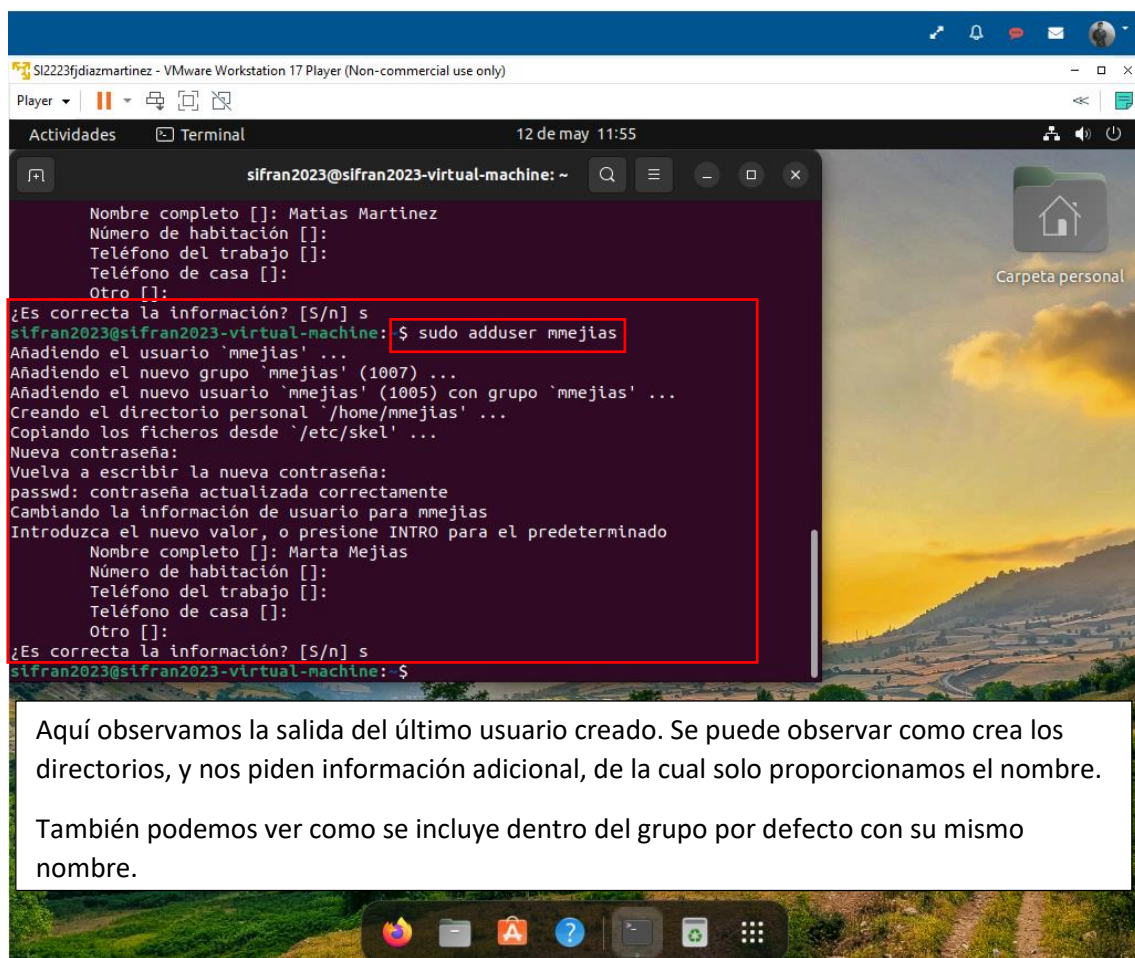 SI2223fjdiazmartinez - VMware Workstation 17 Player (Non-commercial use only)
Player
Actividades Terminal 12 de may 11:55
sifran2023@sifran2023-virtual-machine: ~
Nombre completo []: Matias Martinez
Número de habitación []:
Teléfono del trabajo []:
Teléfono de casa []:
Otro []:
¿Es correcta la información? [S/n] s
sifran2023@sifran2023-virtual-machine:~$ sudo adduser mmejias
Añadiendo el usuario `mmejias' ...
Añadiendo el nuevo grupo `mmejias' (1007) ...
Añadiendo el nuevo usuario `mmejias' (1005) con grupo `mmejias' ...
Creando el directorio personal `/home/mmejias' ...
Copiando los ficheros desde `/etc/skel' ...
Nueva contraseña:
Vuelva a escribir la nueva contraseña:
passwd: contraseña actualizada correctamente
Cambiando la información de usuario para mmejias
Introduzca el nuevo valor, o presione INTRO para el predeterminado
Nombre completo []: Marta Mejias
Número de habitación []:
Teléfono del trabajo []:
Teléfono de casa []:
Otro []:
¿Es correcta la información? [S/n] s
sifran2023@sifran2023-virtual-machine:~$
Carpeta personal
Aquí observamos la salida del último usuario creado. Se puede observar como crea los
directorios, y nos piden información adicional, de la cual solo proporcionamos el nombre.
También podemos ver como se incluye dentro del grupo por defecto con su mismo
nombre.